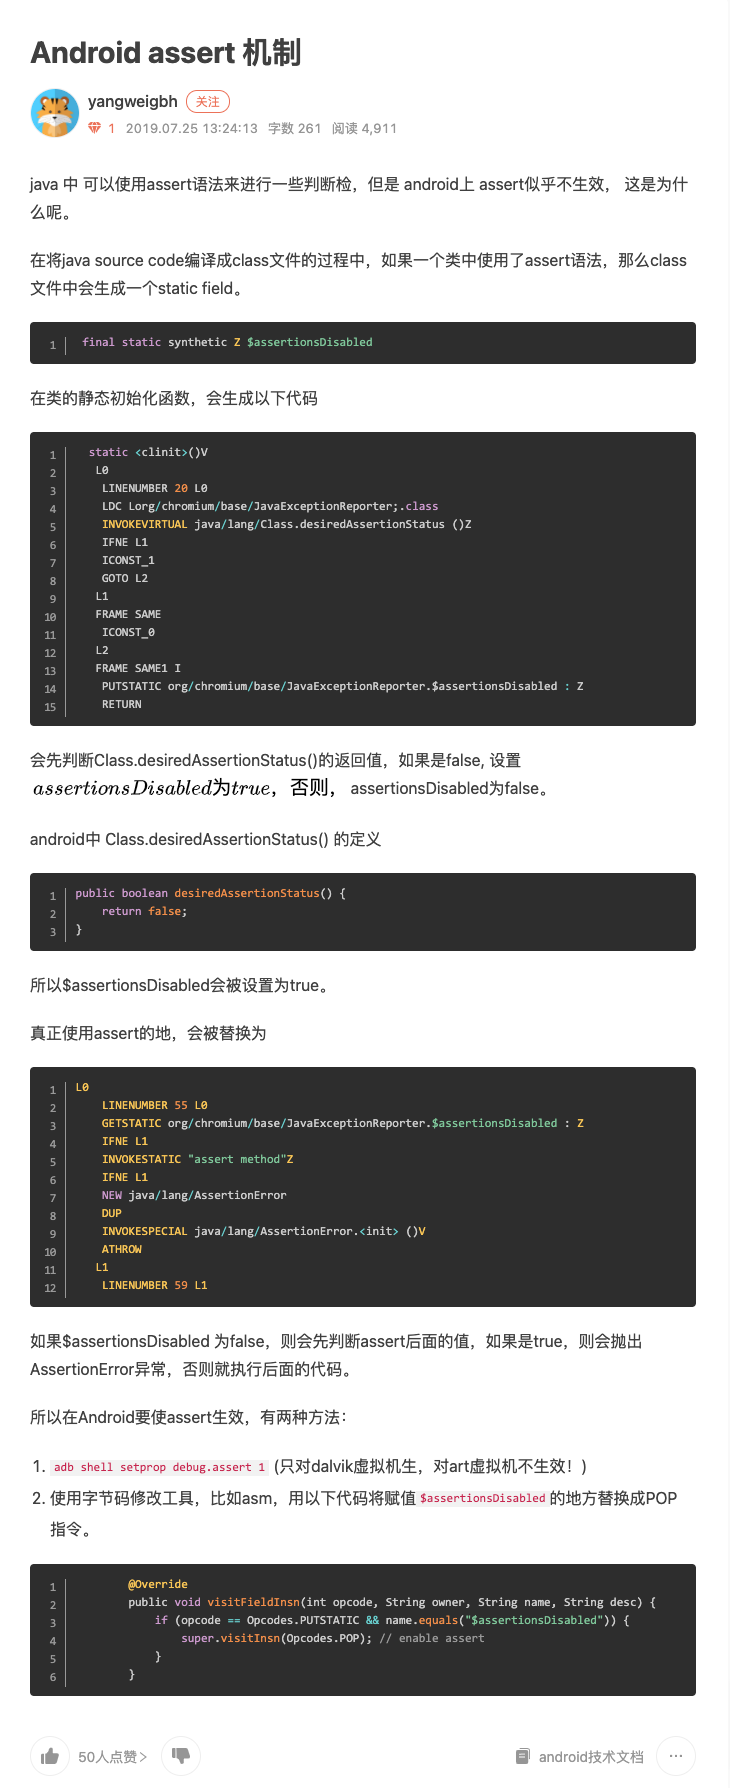 Android assert 机制
yangweigbh 关注
1 2019.07.25 13:24:13 字数 261 阅读 4,911
java 中 可以使用assert语法来进行一些判断检，但是 android上 assert似乎不生效， 这是为什
么呢。
在将java source code编译成class文件的过程中，如果一个类中使用了assert语法，那么class
文件中会生成一个static field。
1 final static synthetic Z $assertionsDisabled
在类的静态初始化函数，会生成以下代码
1 static <clinit>()V
2 L0
3 LINENUMBER 20 L0
4 LDC Lorg/chromium/base/JavaExceptionReporter;.class
5 INVOKEVIRTUAL java/lang/Class.desiredAssertionStatus ()Z
6 IFNE L1
7 ICONST_1
8 GOTO L2
9 L1
10 FRAME SAME
11 ICONST_0
12 L2
13 FRAME SAME1 I
14 PUTSTATIC org/chromium/base/JavaExceptionReporter.$assertionsDisabled : Z
15 RETURN
会先判断Class.desiredAssertionStatus()的返回值，如果是false, 设置
assertionsDisabled为true，否则， assertionsDisabled为false。
android中 Class.desiredAssertionStatus() 的定义
1 public boolean desiredAssertionStatus() {
2 return false;
3 }
所以$assertionsDisabled会被设置为true。
真正使用assert的地，会被替换为
1 L0
2 LINENUMBER 55 L0
3 GETSTATIC org/chromium/base/JavaExceptionReporter.$assertionsDisabled : Z
4 IFNE L1
5 INVOKESTATIC "assert method"Z
6 IFNE L1
7 NEW java/lang/AssertionError
8 DUP
9 INVOKESPECIAL java/lang/AssertionError.<init> ()V
10 ATHROW
11 L1
12 LINENUMBER 59 L1
如果$assertionsDisabled 为false，则会先判断assert后面的值，如果是true，则会抛出
AssertionError异常，否则就执行后面的代码。
所以在Android要使assert生效，有两种方法：
1. adb shell setprop debug.assert 1 (只对dalvik虚拟机生，对art虚拟机不生效！)
2. 使用字节码修改工具，比如asm，用以下代码将赋值$assertionsDisabled的地方替换成POP
指令。
1 @Override
2 public void visitFieldInsn(int opcode, String owner, String name, String desc) {
3 if (opcode == Opcodes.PUTSTATIC && name.equals("$assertionsDisabled")) {
4 super.visitInsn(Opcodes.POP); // enable assert
5 }
6 }
50人点赞 >
android技术文档